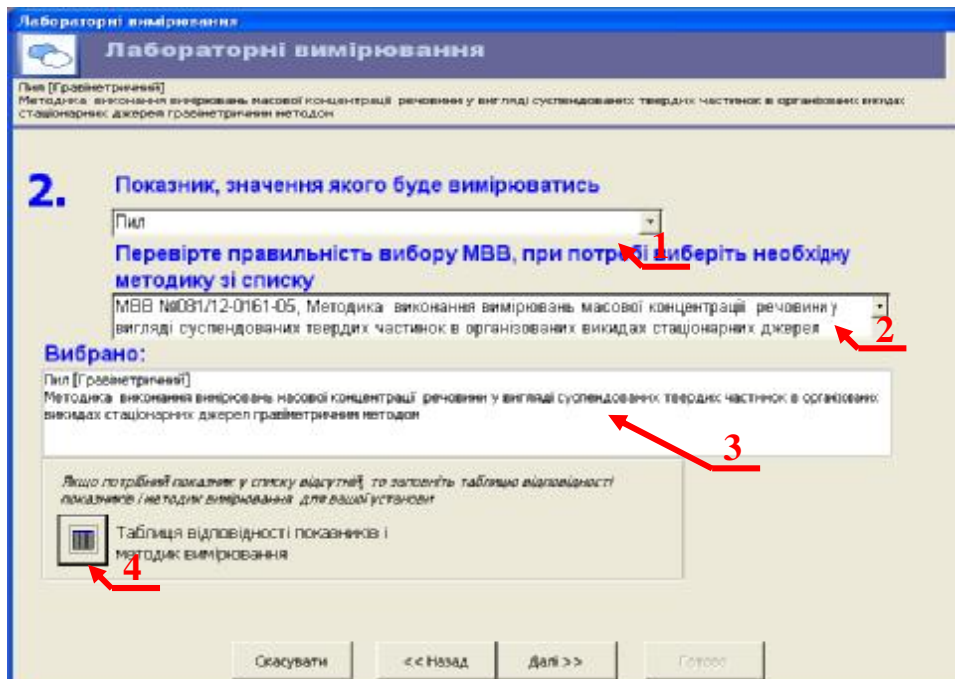 Лабораторні вимірювання
Лабораторні вимірювання
Пил [Гравіметричний]
Методика виконання вимірювань масової концентрації речовини у вигляді суспендованих твердих частинок в організованих викидах
стаціонарних джерел гравіметричним методом
2.
Показник, значення якого буде вимірюватись
Пил
1
Перевірте правильність вибору МВВ, при потребі виберіть необхідну
методику зі списку
МВВ №081/12-0161-05, Методика виконання вимірювань масової концентрації речовини у
вигляді суспендованих твердих частинок в організованих викидах стаціонарних джерел
2
Вибрано:
Пил [Гравіметричний]
Методика виконання вимірювань масової концентрації речовини у вигляді суспендованих твердих частинок в організованих
викидах стаціонарних джерел гравіметричним методом
3
Якщо потрібний показник у списку відсутній, то заповніть таблицю відповідності
показників і методик вимірювання для вашої установи
Таблиця відповідності показників і
методик вимірювання
4
Скасувати
<< Назад
Далі >>
Готово